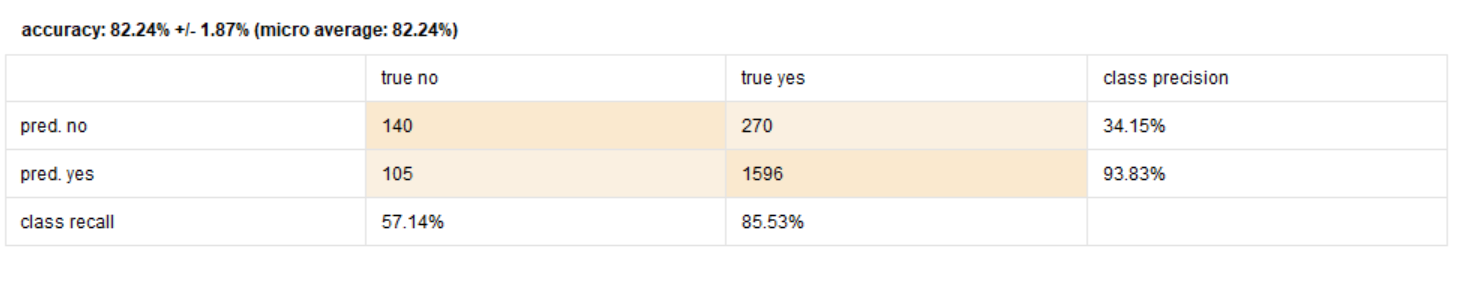 accuracy: 82.24% +/- 1.87% (micro average: 82.24%)
true no true yes class precision
pred. no 140 270 34.15%
pred. yes 105 1596 93.83%
class recall 57.14% 85.53%